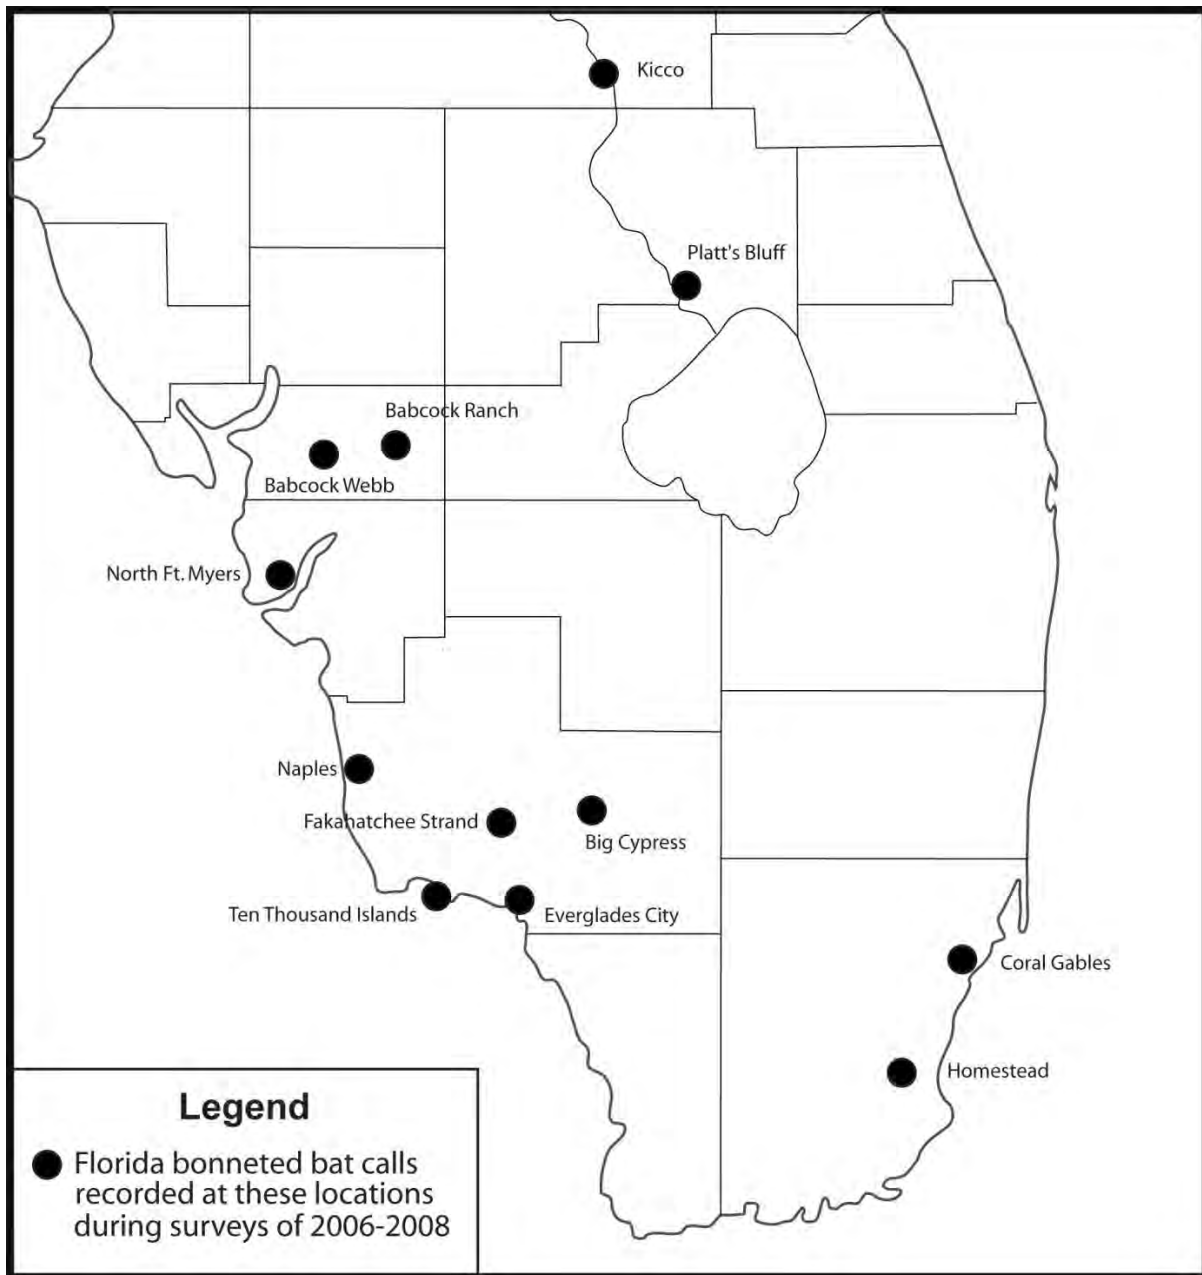 Kicco
Platt's Bluff
Babcock Ranch
Babcock Webb
North Ft. Myers
Naples
Fakahatchee Strand
Big Cypress
Ten Thousand Islands
Everglades City
Coral Gables
Homestead
Legend
Florida bonneted bat calls
recorded at these locations
during surveys of 2006-2008